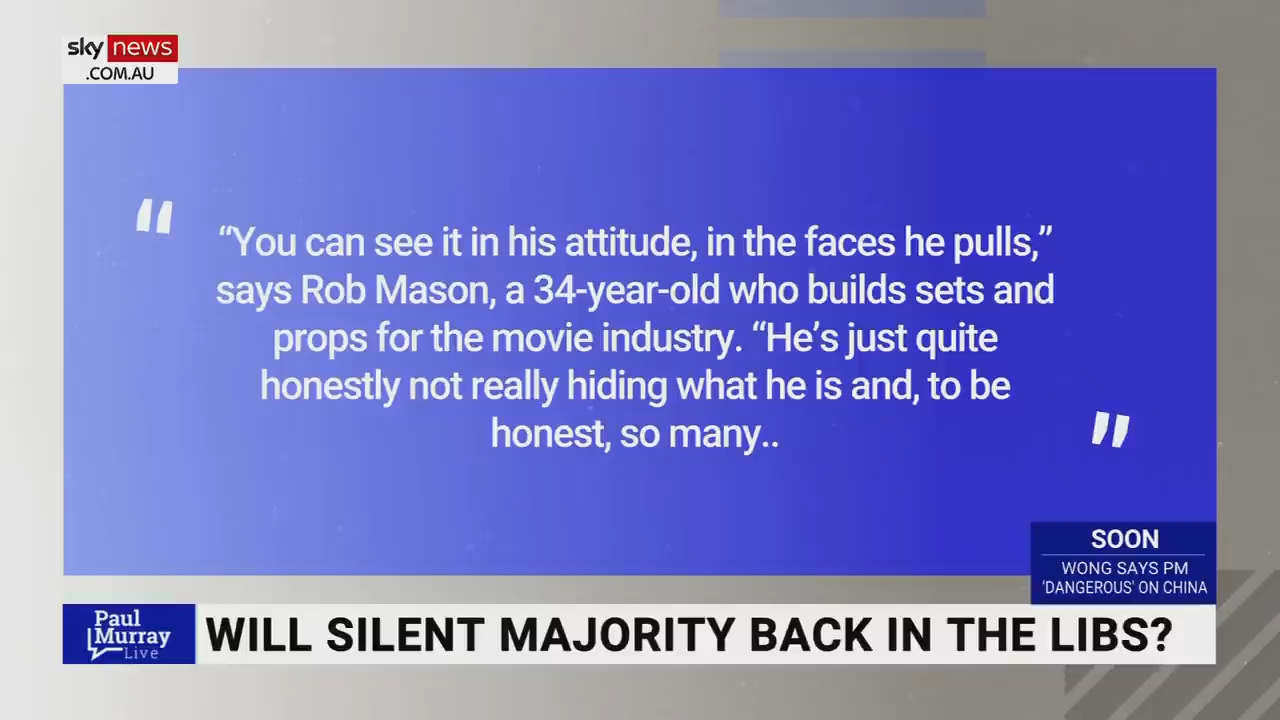 sky news
.COM.AU
“
“You can see it in his attitude, in the faces he pulls,”
says Rob Mason, a 34-year-old who builds sets and
props for the movie industry. “He’s just quite
honestly not really hiding what he is and, to be
honest, so many..
”
SOON
WONG SAYS PM
'DANGEROUS' ON CHINA
Paul
Murray
Live
WILL SILENT MAJORITY BACK IN THE LIBS?